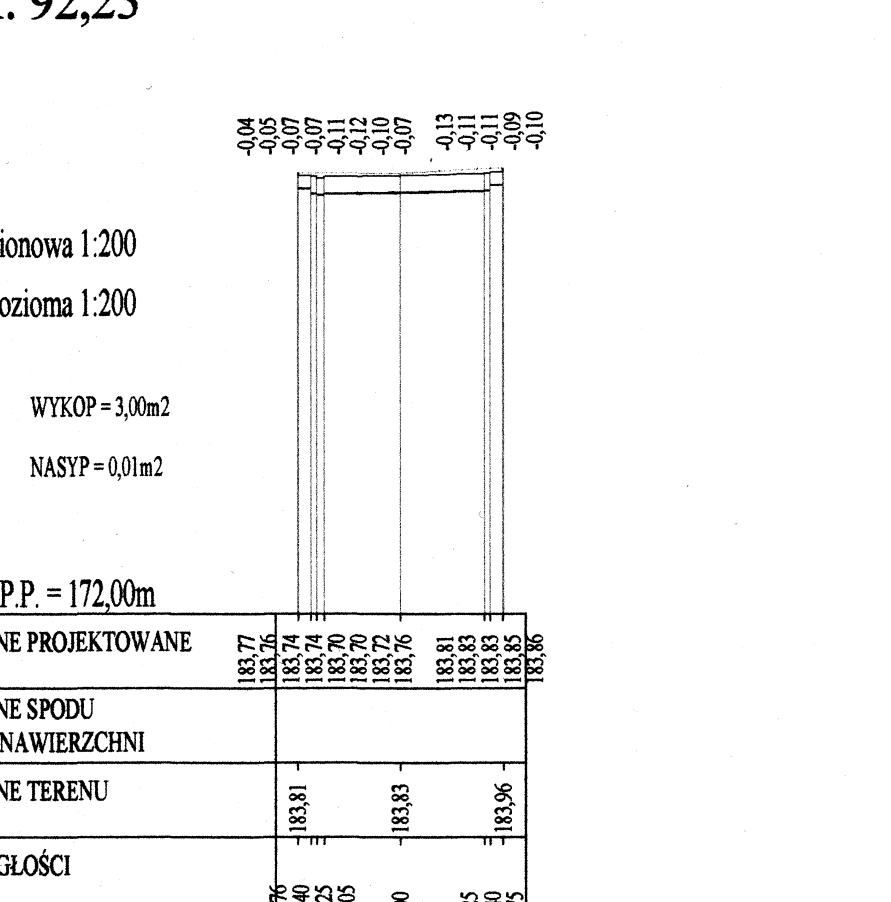 92,25
-0,04 -0,05 -0,07 -0,07 -0,11 -0,12 -0,10 -0,07 -0,13 -0,11 -0,11 -0,09 -0,10
ionowa 1:200
ozioma 1:200
WYKOP = 3,00m2
NASYP = 0,01m2
P.P. = 172,00m
NE PROJEKTOWANE
183,77 183,76 183,74 183,74 183,70 183,70 183,72 183,76 183,81 183,83 183,83 183,85 183,86
NE SPODU
NAWIERZCHNI
NE TERENU
183,81 183,83 183,96
GŁOŚCI